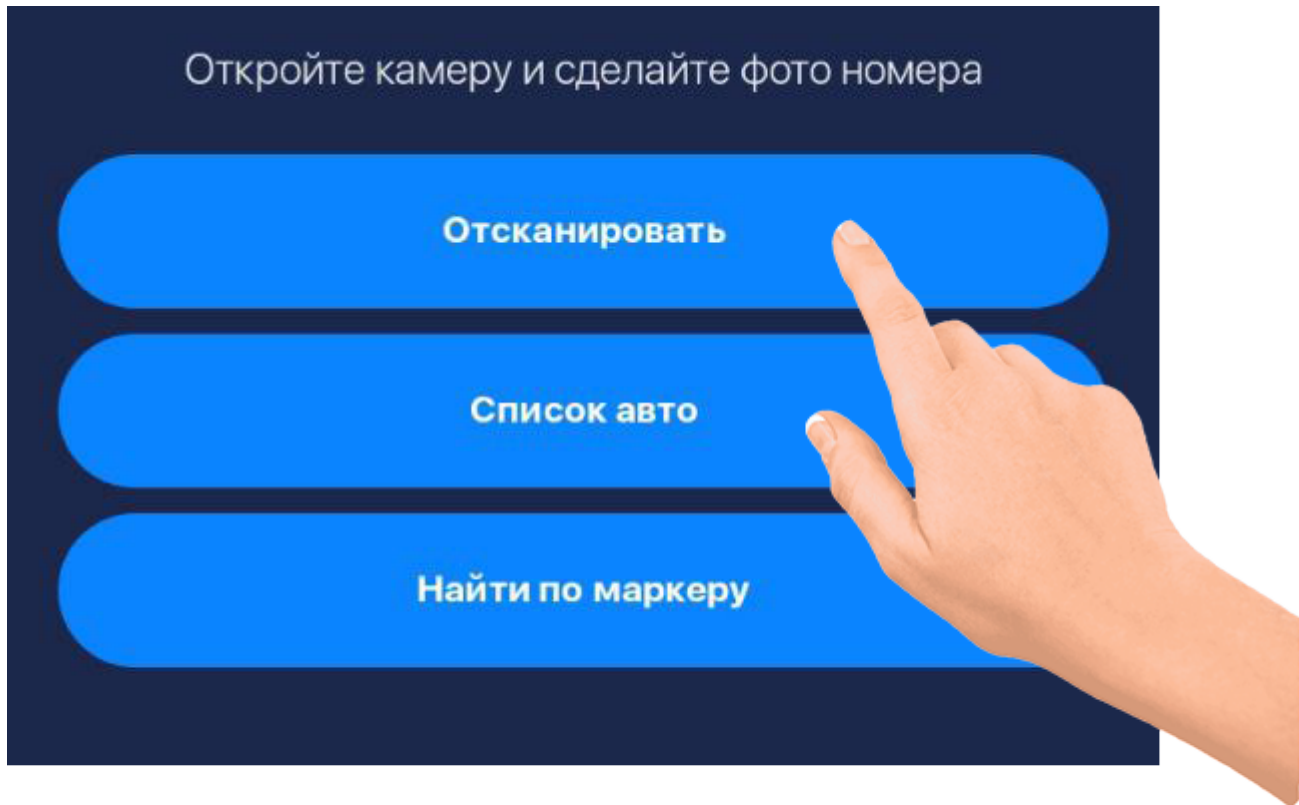 Откройте камеру и сделайте фото номера
Отсканировать
Список авто
Найти по маркеру